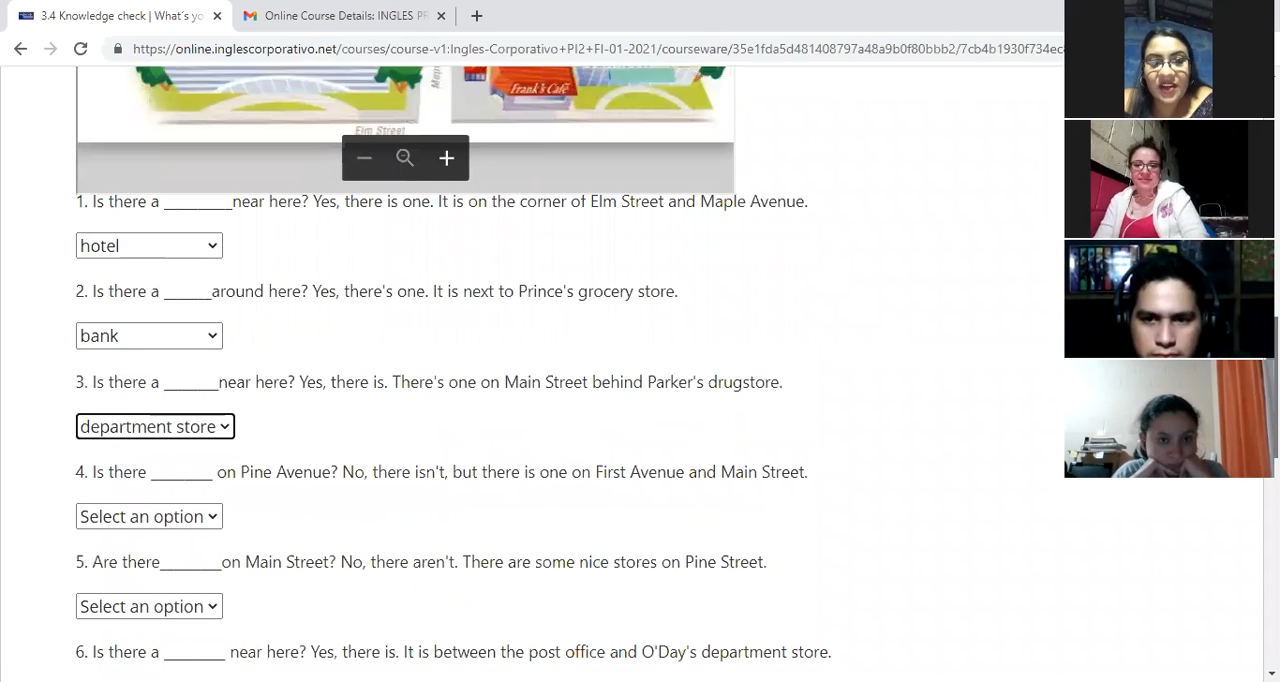 3.4 Knowledge check | What´s yo
Online Course Details: INGLES PR
https://online.inglescorporativo.net/courses/course-v1:Ingles-Corporativo+PI2+FI-01-2021/courseware/35e1fda5d481408797a48a9b0f80bbb2/7cb4b1930f734ec
Frank's Café
Elm Street
1. Is there a _________near here? Yes, there is one. It is on the corner of Elm Street and Maple Avenue.
hotel
2. Is there a ______around here? Yes, there's one. It is next to Prince's grocery store.
bank
3. Is there a _______near here? Yes, there is. There's one on Main Street behind Parker's drugstore.
department store
4. Is there ________ on Pine Avenue? No, there isn't, but there is one on First Avenue and Main Street.
Select an option
5. Are there________on Main Street? No, there aren't. There are some nice stores on Pine Street.
Select an option
6. Is there a ________ near here? Yes, there is. It is between the post office and O'Day's department store.